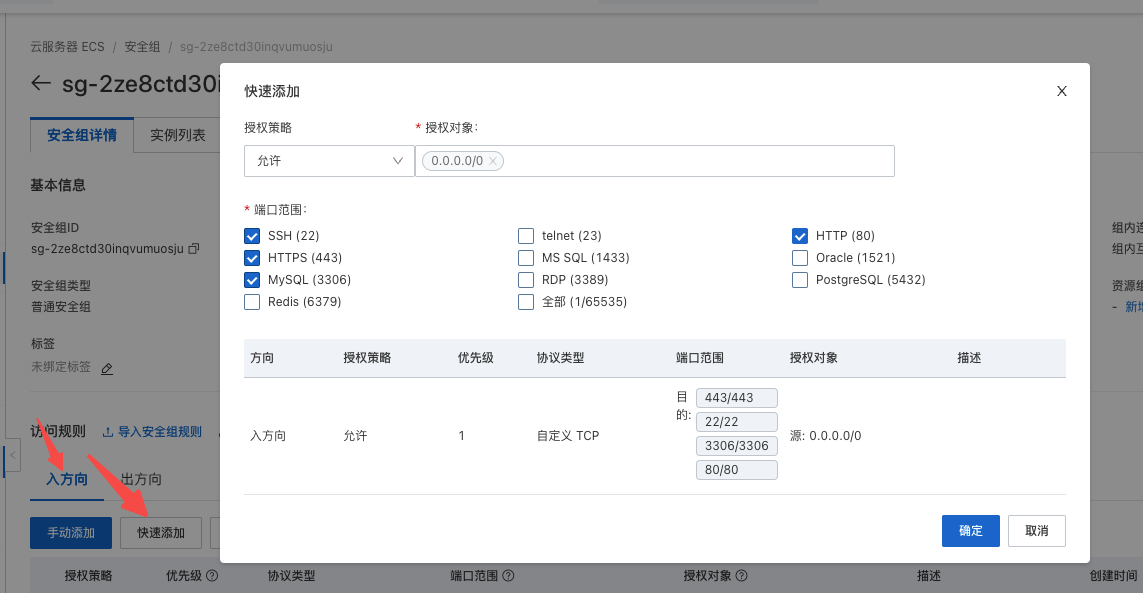 云服务器 ECS / 安全组 / sg-2ze8ctd30inqvumuosju
sg-2ze8ctd30i
安全组详情 实例列表
基本信息
安全组ID
sg-2ze8ctd30inqvumuosju
安全组类型
普通安全组
标签
未绑定标签
访问规则 导入安全组规则
入方向 出方向
手动添加 快速添加
授权策略 优先级 协议类型 端口范围 授权对象 描述 创建时间
组内
组内互
资源组
- 新增
快速添加
授权策略 * 授权对象:
允许 0.0.0.0/0
* 端口范围:
SSH (22) telnet (23) HTTP (80)
HTTPS (443) MS SQL (1433) Oracle (1521)
MySQL (3306) RDP (3389) PostgreSQL (5432)
Redis (6379) 全部 (1/65535)
方向 授权策略 优先级 协议类型 端口范围 授权对象 描述
入方向 允许 1 自定义 TCP 目的: 443/443 源: 0.0.0.0/0
22/22
3306/3306
80/80
确定 取消